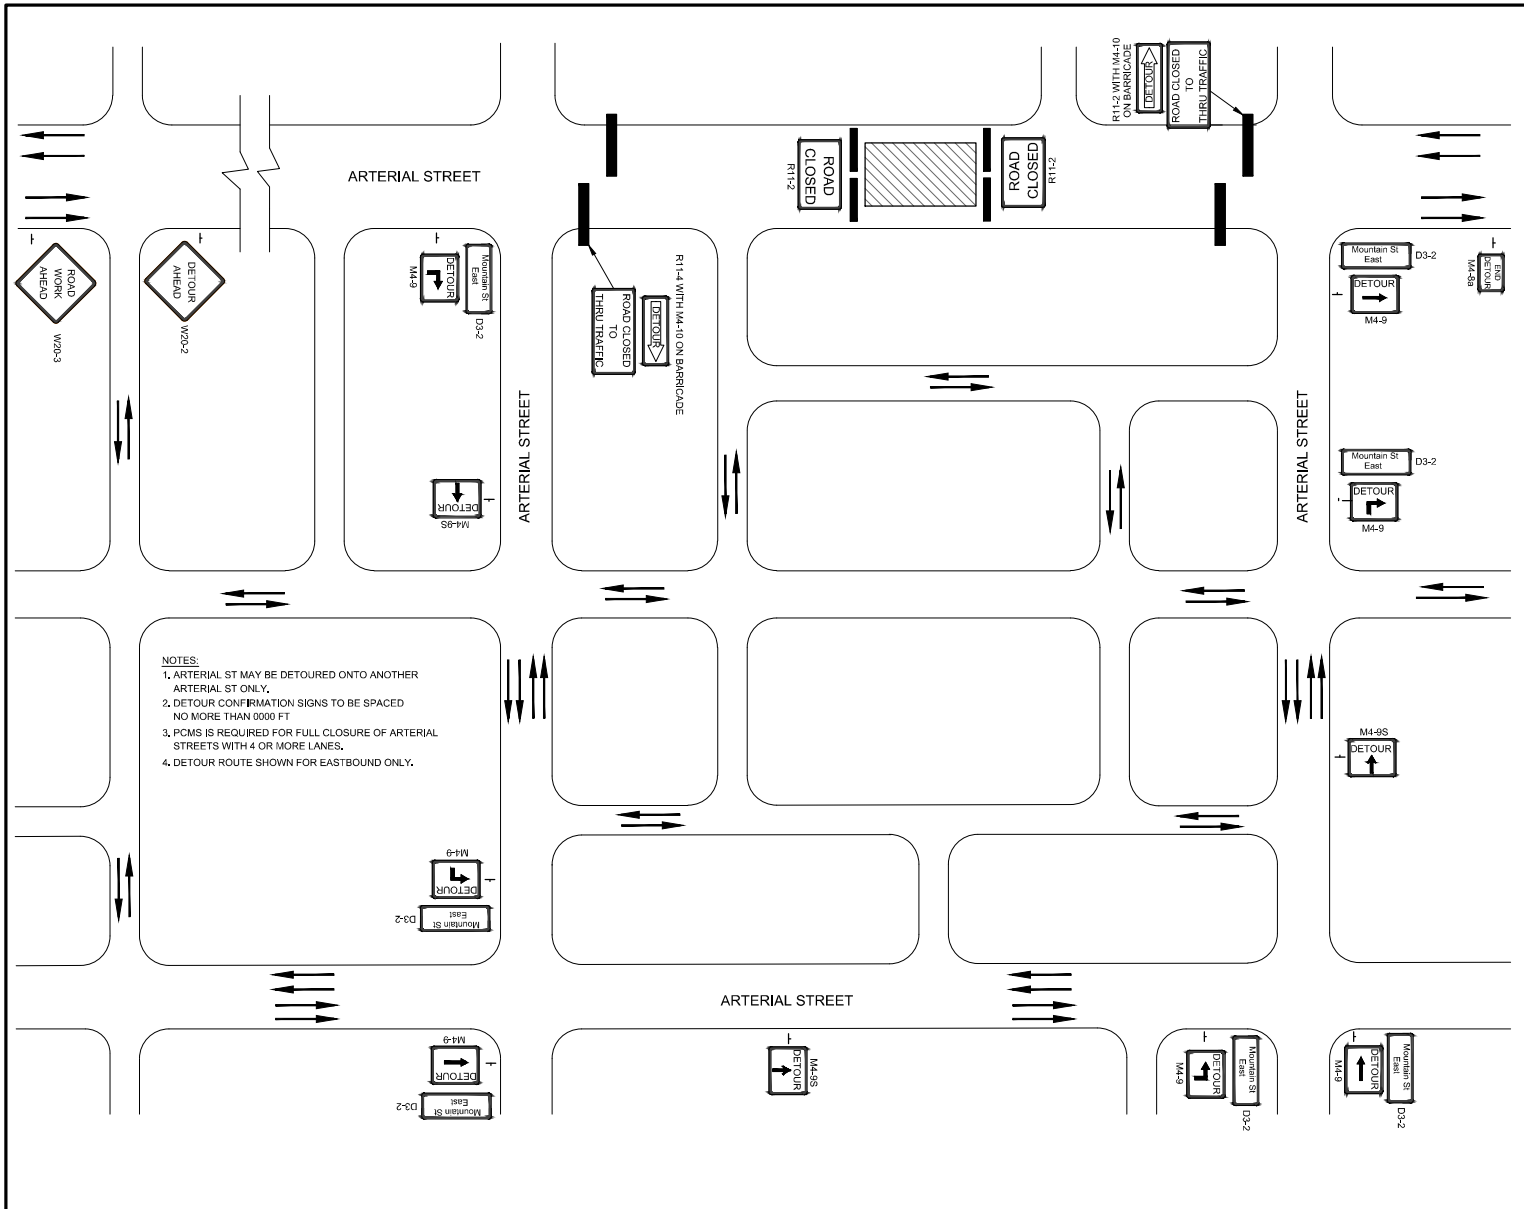 R11-2 WITH M4-10
ON BARRICADE
DETOUR
ROAD CLOSED
TO
THRU TRAFFIC
ARTERIAL STREET
R11-2
ROAD
CLOSED
ROAD
CLOSED
R11-2
ROAD
WORK
AHEAD
W20-3
DETOUR
AHEAD
W20-2
M4-9
DETOUR
Mountain St
East
D3-2
ROAD CLOSED
TO
THRU TRAFFIC
DETOUR
R11-4 WITH M4-10 ON BARRICADE
Mountain St
East
D3-2
DETOUR
M4-9
END
DETOUR
M4-8a
ARTERIAL STREET
ARTERIAL STREET
DETOUR
M4-9S
Mountain St
East
D3-2
DETOUR
M4-9
NOTES:
1. ARTERIAL ST MAY BE DETOURED ONTO ANOTHER
ARTERIAL ST ONLY.
2. DETOUR CONFIRMATION SIGNS TO BE SPACED
NO MORE THAN 0000 FT
3. PCMS IS REQUIRED FOR FULL CLOSURE OF ARTERIAL
STREETS WITH 4 OR MORE LANES.
4. DETOUR ROUTE SHOWN FOR EASTBOUND ONLY.
M4-9S
DETOUR
M4-9
DETOUR
D3-2
Mountain St
East
ARTERIAL STREET
M4-9
DETOUR
D3-2
Mountain St
East
DETOUR
M4-9S
M4-9
DETOUR
Mountain St
East
D3-2
M4-9
DETOUR
Mountain St
East
D3-2